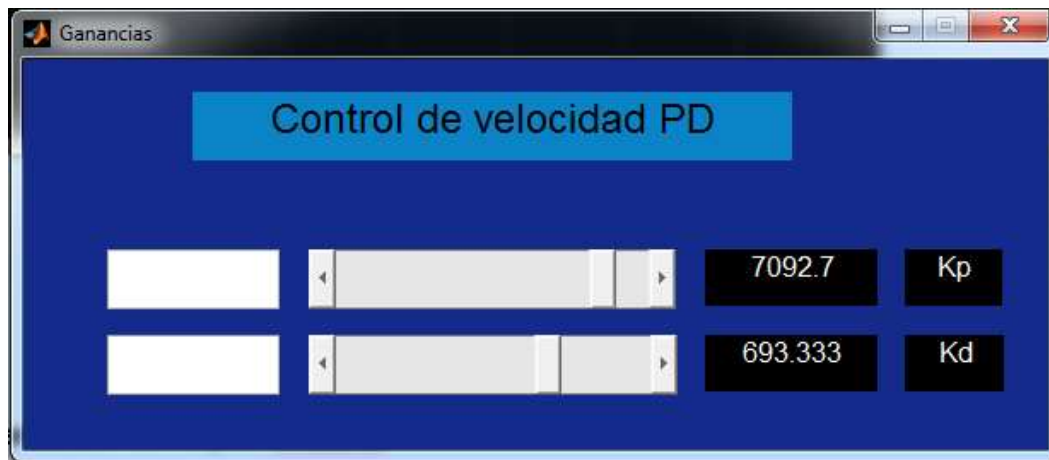 Ganancias
Control de velocidad PD
7092.7 Kp
693.333 Kd